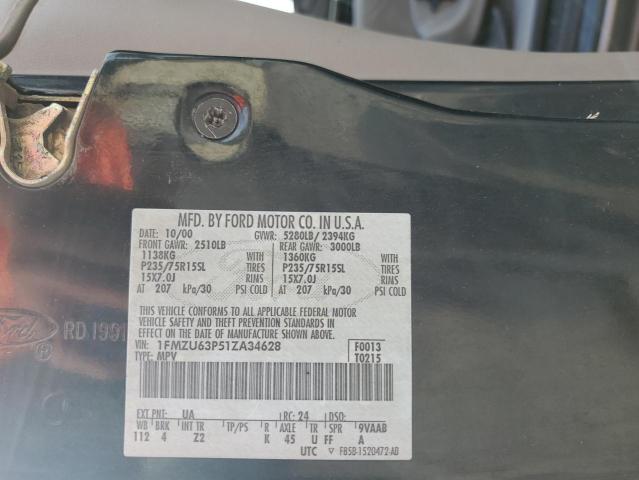 MFD. BY FORD MOTOR CO. IN U.S.A.
DATE: 10/00 GVWR: 5280LB/ 2394KG
FRONT GAWR: 2510LB REAR GAWR: 3000LB
1138KG WITH 1360KG WITH
P235/75R15SL TIRES P235/75R15SL TIRES
15X7.0J RIMS 15X7.0J RIMS
AT 207 kPa/30 PSI COLD AT 207 kPa/30 PSI COLD
THIS VEHICLE CONFORMS TO ALL APPLICABLE FEDERAL MOTOR
VEHICLE SAFETY AND THEFT PREVENTION STANDARDS IN
EFFECT ON THE DATE OF MANUFACTURE SHOWN ABOVE.
VIN: 1FMZU63P51ZA34628 F0013
TYPE: MPV T0215
EXT PNT: UA RC: 24 DSO:
WB BRK INT TR TP/PS R AXLE TR SPR 9VAAB
112 4 Z2 K 45 U FF A
UTC ▽ F85B-1520472-AB
Ford RD 1991